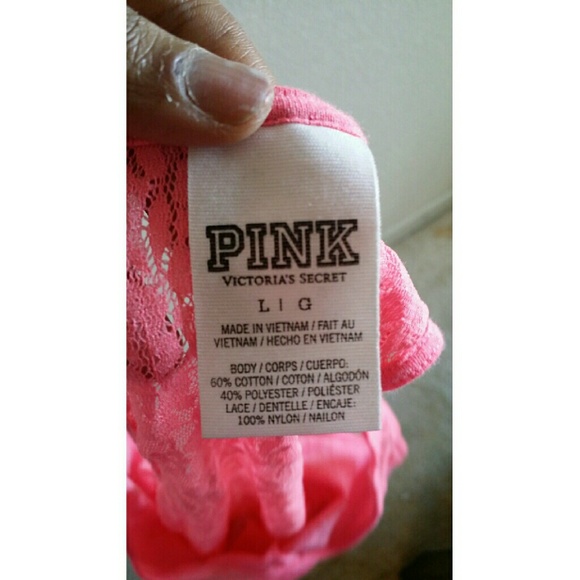 PINK
VICTORIA'S SECRET
L | G
MADE IN VIETNAM / FAIT AU
VIETNAM / HECHO EN VIETNAM
BODY / CORPS / CUERPO:
60% COTTON / COTON / ALGODÓN
40% POLYESTER / POLIÉSTER
LACE / DENTELLE / ENCAJE:
100% NYLON / NAILON